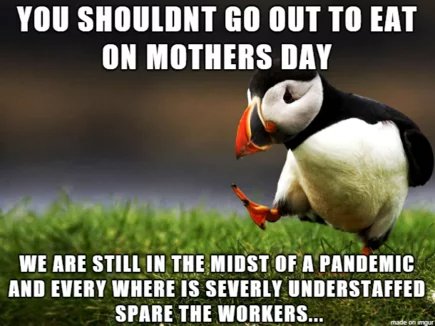 YOU SHOULDNT GO OUT TO EAT
ON MOTHERS DAY
WE ARE STILL IN THE MIDST OF A PANDEMIC
AND EVERY WHERE IS SEVERLY UNDERSTAFFED
SPARE THE WORKERS...
made on imgur